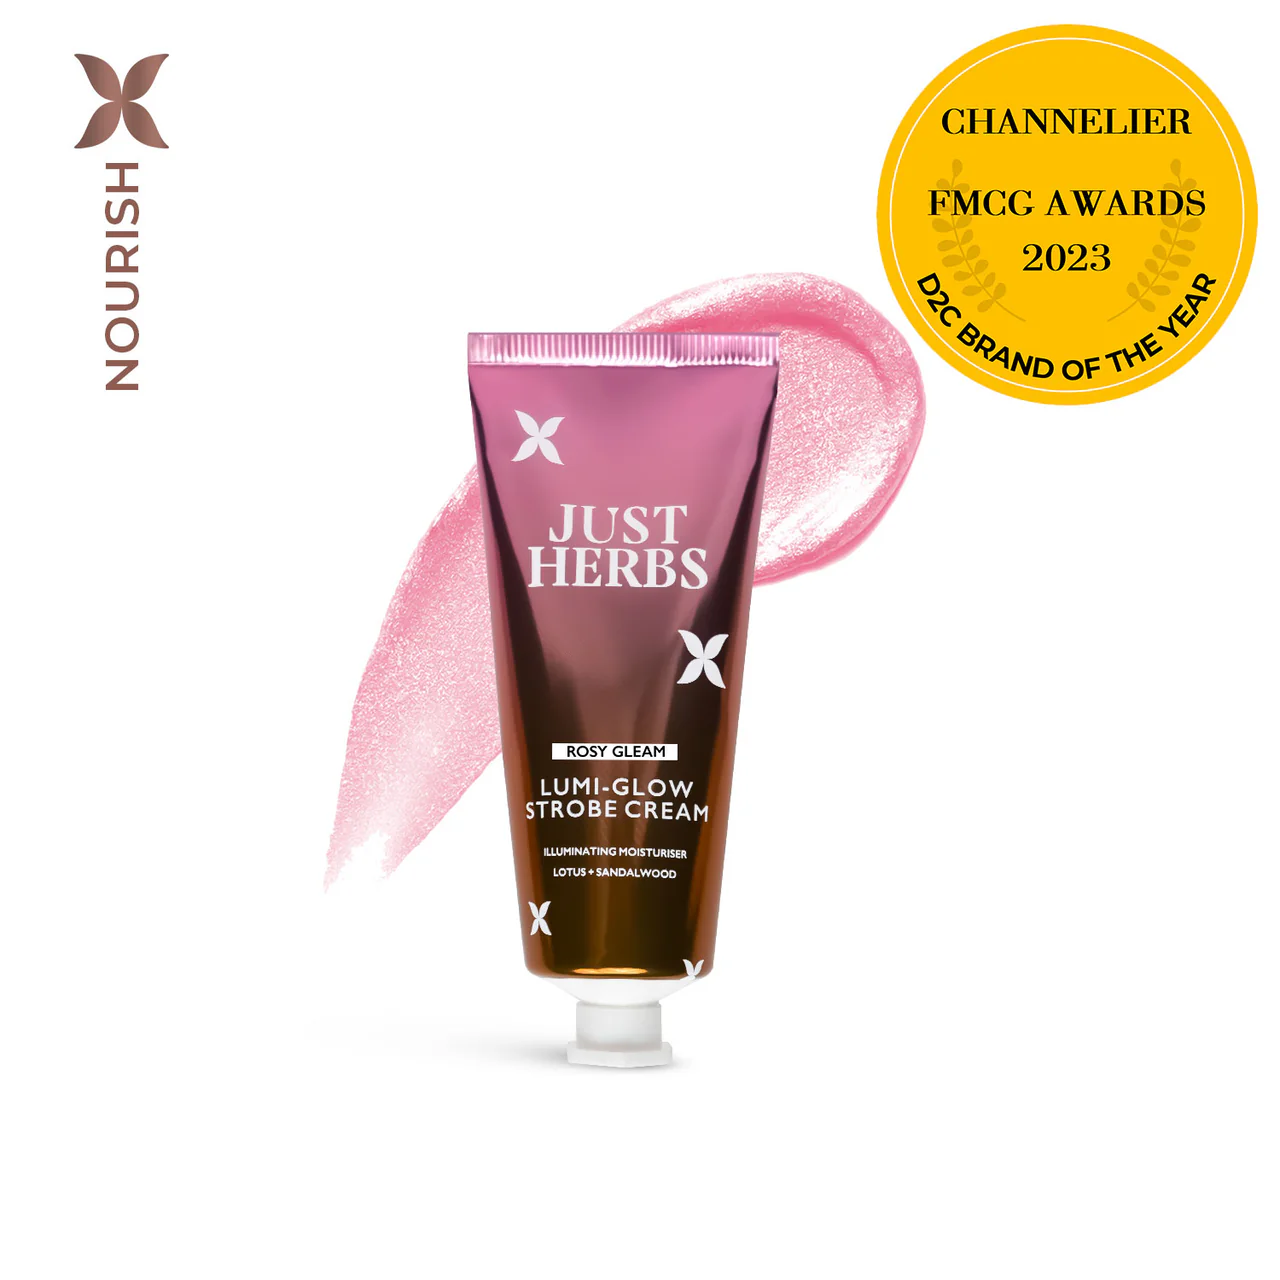 NOURISH
CHANNELIER
FMCG AWARDS
2023
D2C BRAND OF THE YEAR
JUST
HERBS
ROSY GLEAM
LUMI-GLOW
STROBE CREAM
ILLUMINATING MOISTURISER
LOTUS + SANDALWOOD